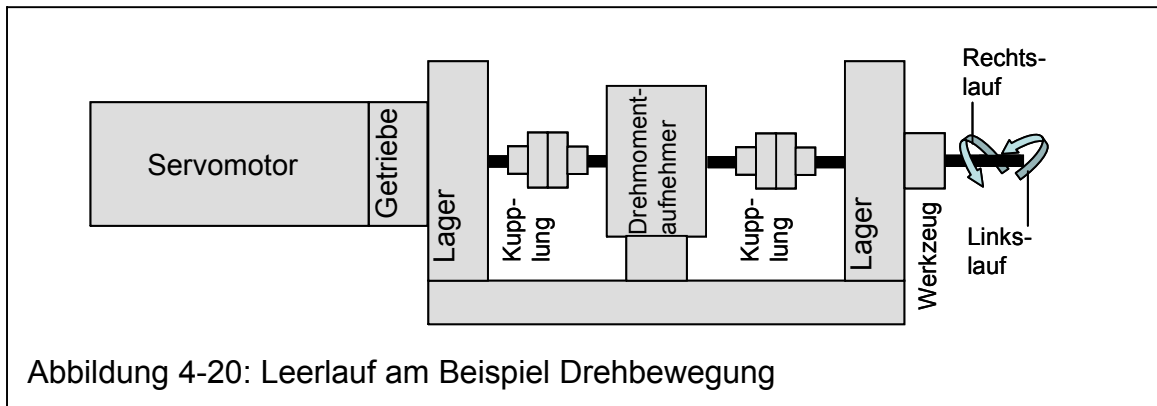 Rechts-
lauf
Servomotor
Getriebe
Lager
Kupp-
lung
Drehmoment-
aufnehmer
Kupp-
lung
Lager
Werkzeug
Links-
lauf
Abbildung 4-20: Leerlauf am Beispiel Drehbewegung